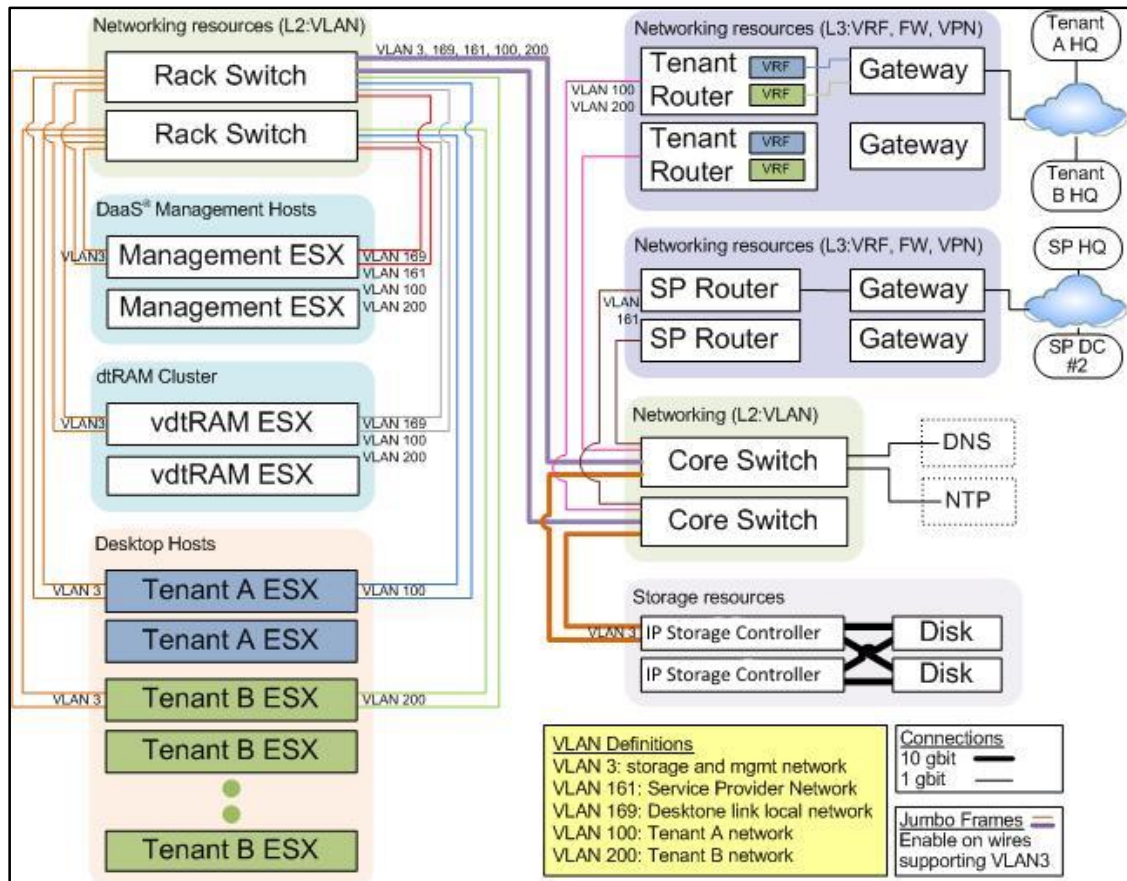 Networking resources (L2:VLAN)
Rack Switch
Rack Switch
VLAN 3, 169, 161, 100, 200
DaaS® Management Hosts
VLAN3
Management ESX
Management ESX
VLAN 169
VLAN 161
VLAN 100
VLAN 200
dtRAM Cluster
VLAN3
vdtRAM ESX
vdtRAM ESX
VLAN 169
VLAN 100
VLAN 200
Desktop Hosts
VLAN 3
Tenant A ESX
VLAN 100
Tenant A ESX
VLAN 3
Tenant B ESX
VLAN 200
Tenant B ESX
Tenant B ESX
Networking resources (L3:VRF, FW, VPN)
VLAN 100
VLAN 200
Tenant
Router
VRF
VRF
Gateway
Tenant
Router
VRF
VRF
Gateway
Tenant
A HQ
Tenant
B HQ
Networking resources (L3:VRF, FW, VPN)
VLAN
161
SP Router
Gateway
SP Router
Gateway
SP HQ
SP DC
#2
Networking (L2:VLAN)
Core Switch
Core Switch
DNS
NTP
Storage resources
VLAN 3
IP Storage Controller
Disk
IP Storage Controller
Disk
VLAN Definitions
VLAN 3: storage and mgmt network
VLAN 161: Service Provider Network
VLAN 169: Desktone link local network
VLAN 100: Tenant A network
VLAN 200: Tenant B network
Connections
10 gbit
1 gbit
Jumbo Frames
Enable on wires
supporting VLAN3